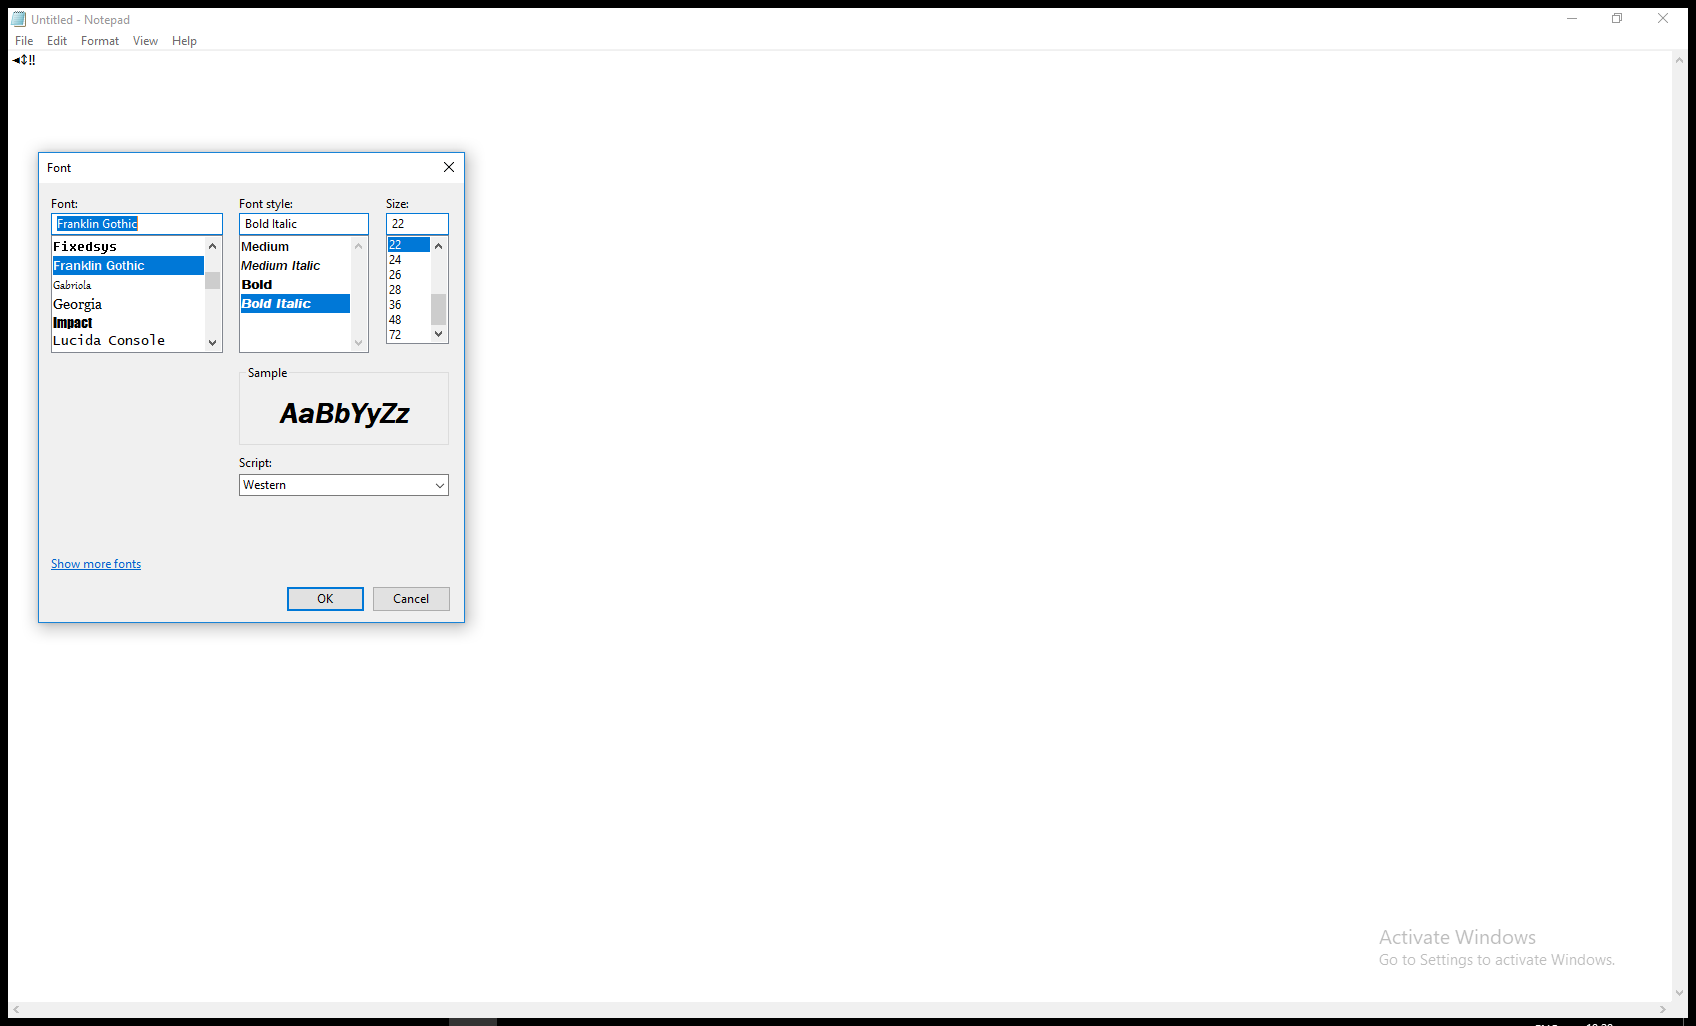 Untitled - Notepad
File Edit Format View Help
◄↕‼
Font
Font: Font style: Size:
Franklin Gothic Bold Italic 22
Fixedsys
Franklin Gothic
Gabriola
Georgia
Impact
Lucida Console
Medium
Medium Italic
Bold
Bold Italic
22
24
26
28
36
48
72
Sample
AaBbYyZz
Script:
Western
Show more fonts
OK Cancel
Activate Windows
Go to Settings to activate Windows.